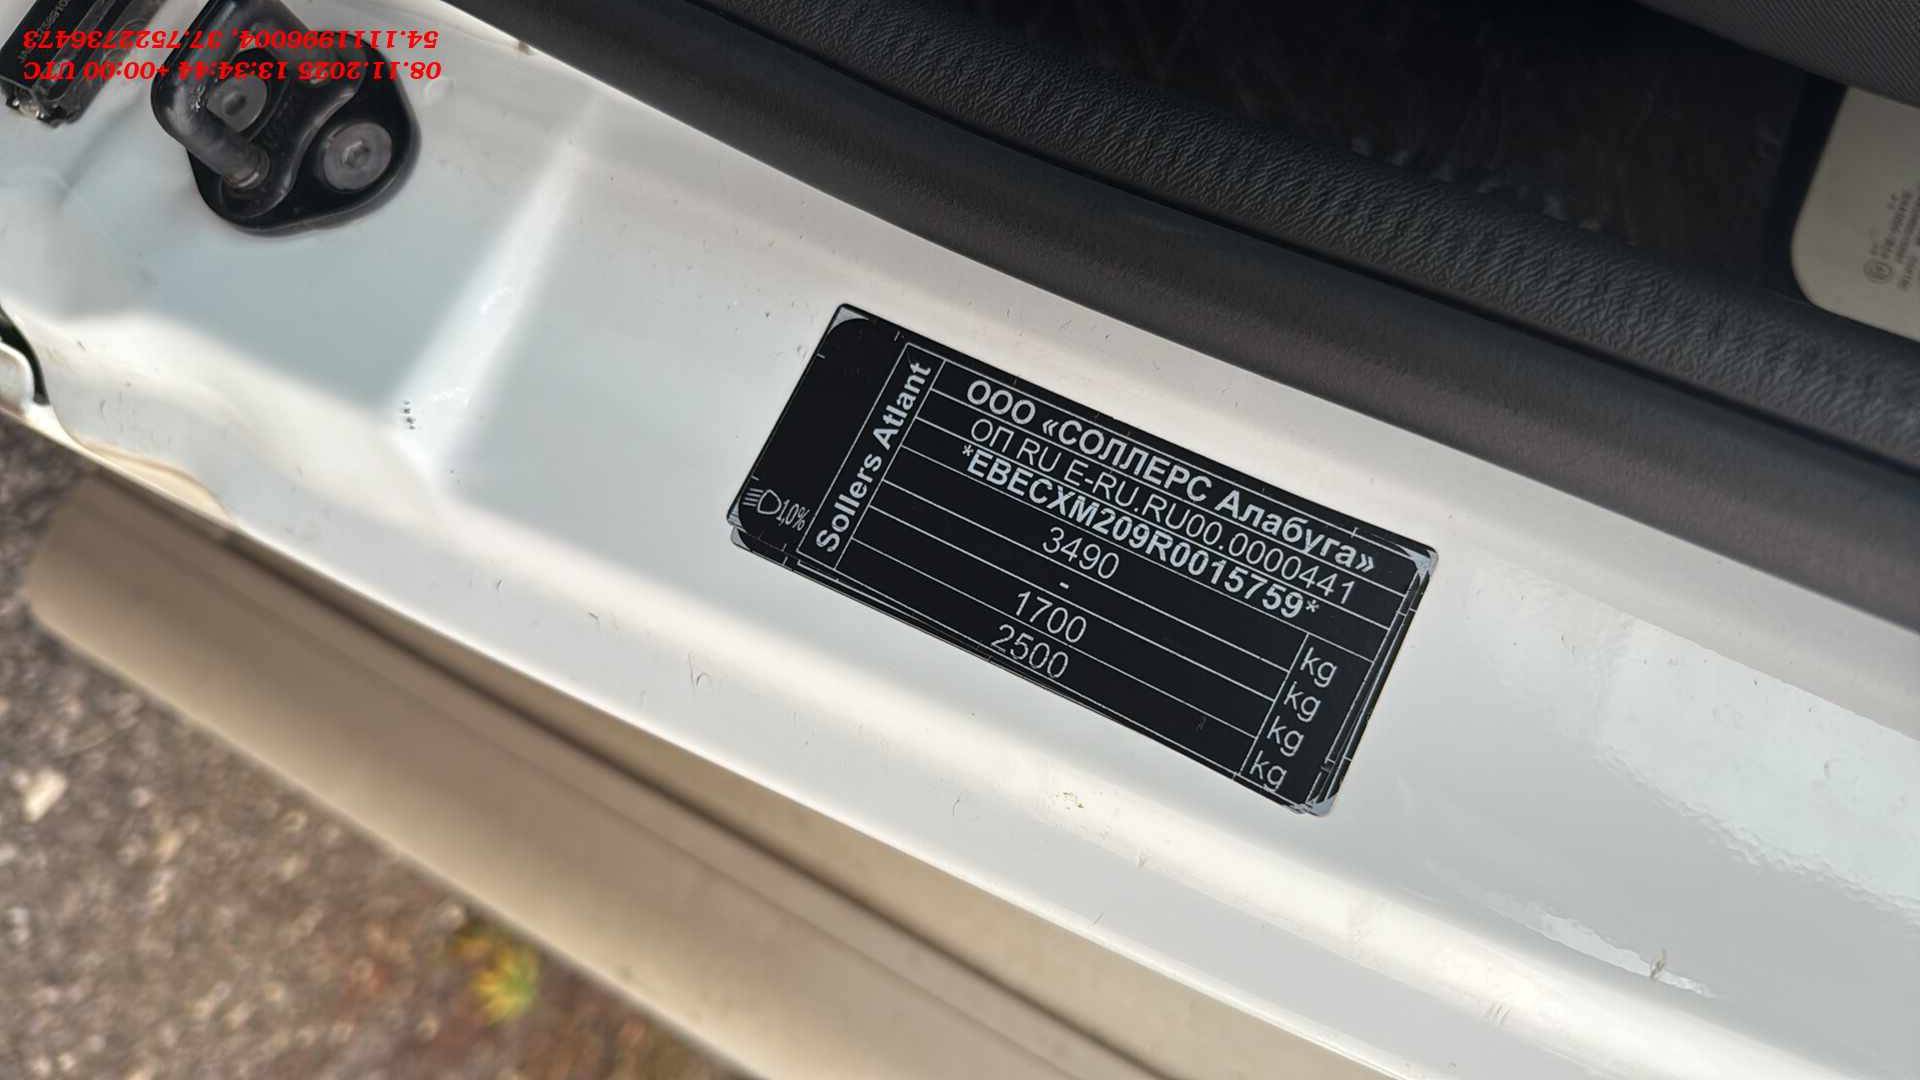 08.11.2025 13:34:44 +00:00 UTC
54.1111996004, 37.7522736473
Sollers Atlant
ООО «СОЛЛЕРС Алабуга»
ОП RU E-RU.RU00.0000441
*EBECXM209R0015759*
3490 kg
- kg
1700 kg
2500 kg
1,0%